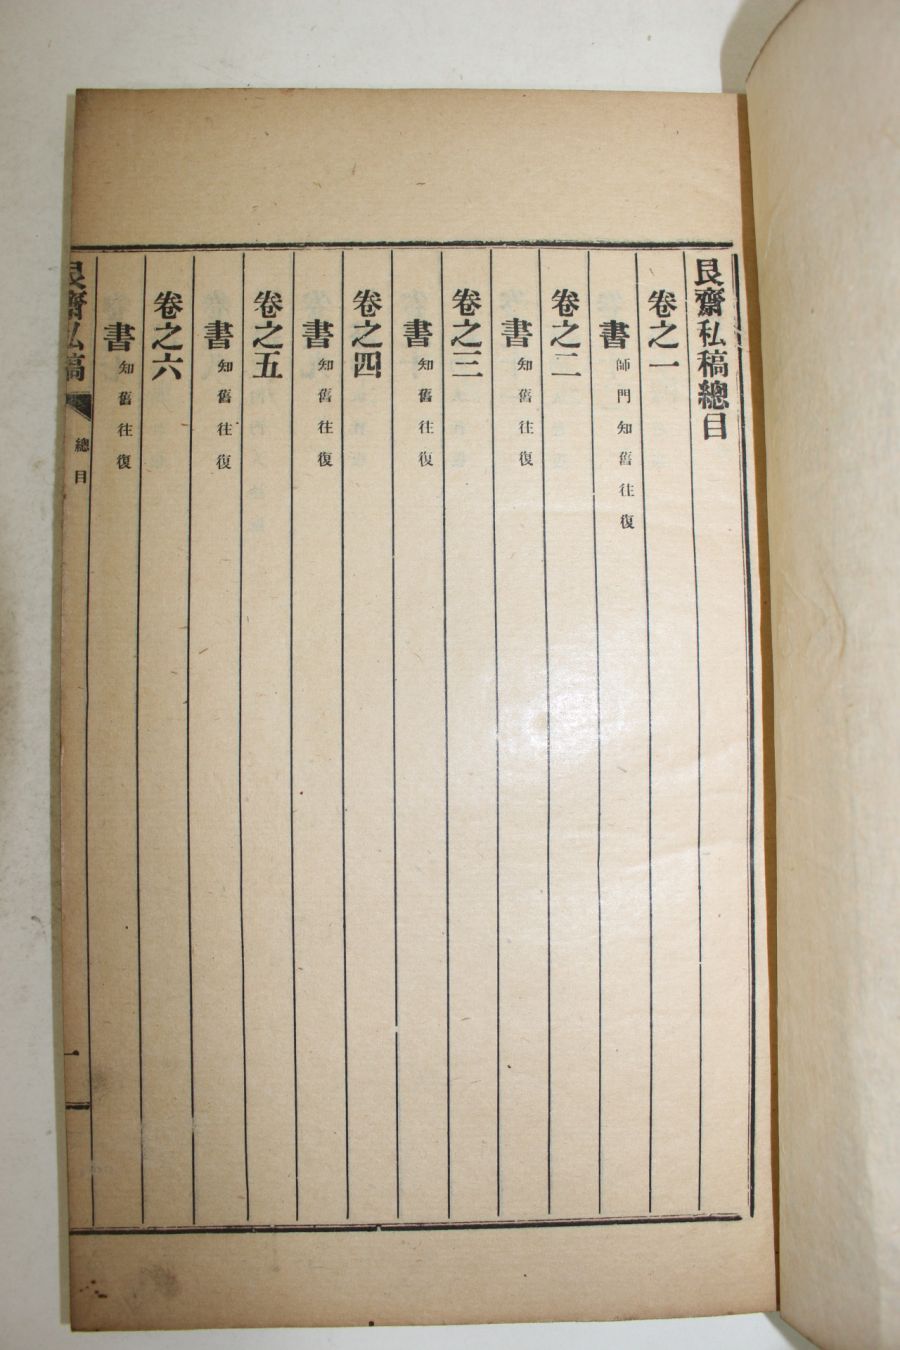 艮齋私稿總目
卷之一
書 師門知舊往復
卷之二
書 知舊往復
卷之三
書 知舊往復
卷之四
書 知舊往復
卷之五
書 知舊往復
卷之六
書 知舊往復
艮齋私稿 總目 一